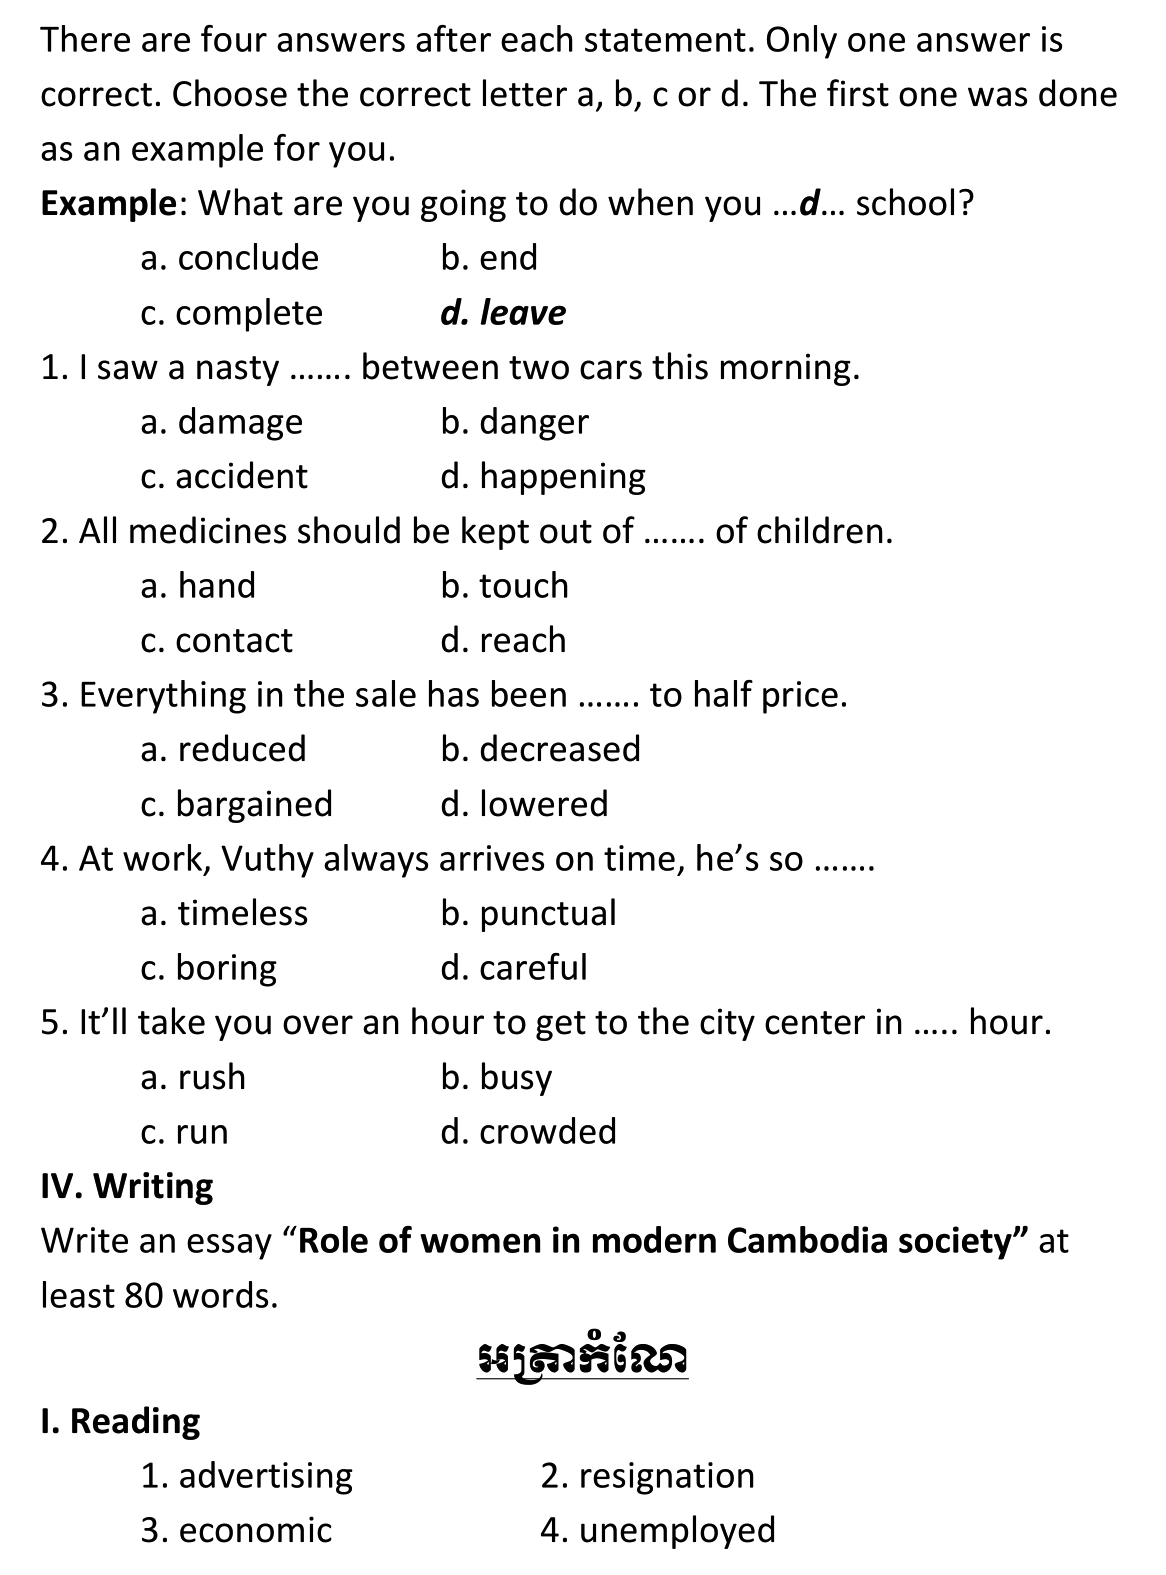 There are four answers after each statement. Only one answer is
correct. Choose the correct letter a, b, c or d. The first one was done
as an example for you.
Example: What are you going to do when you ...d... school?
a. conclude b. end
c. complete d. leave
1. I saw a nasty ....... between two cars this morning.
a. damage b. danger
c. accident d. happening
2. All medicines should be kept out of ....... of children.
a. hand b. touch
c. contact d. reach
3. Everything in the sale has been ....... to half price.
a. reduced b. decreased
c. bargained d. lowered
4. At work, Vuthy always arrives on time, he’s so .......
a. timeless b. punctual
c. boring d. careful
5. It’ll take you over an hour to get to the city center in ..... hour.
a. rush b. busy
c. run d. crowded
IV. Writing
Write an essay “Role of women in modern Cambodia society” at
least 80 words.
អត្រាកំណែ
I. Reading
1. advertising 2. resignation
3. economic 4. unemployed